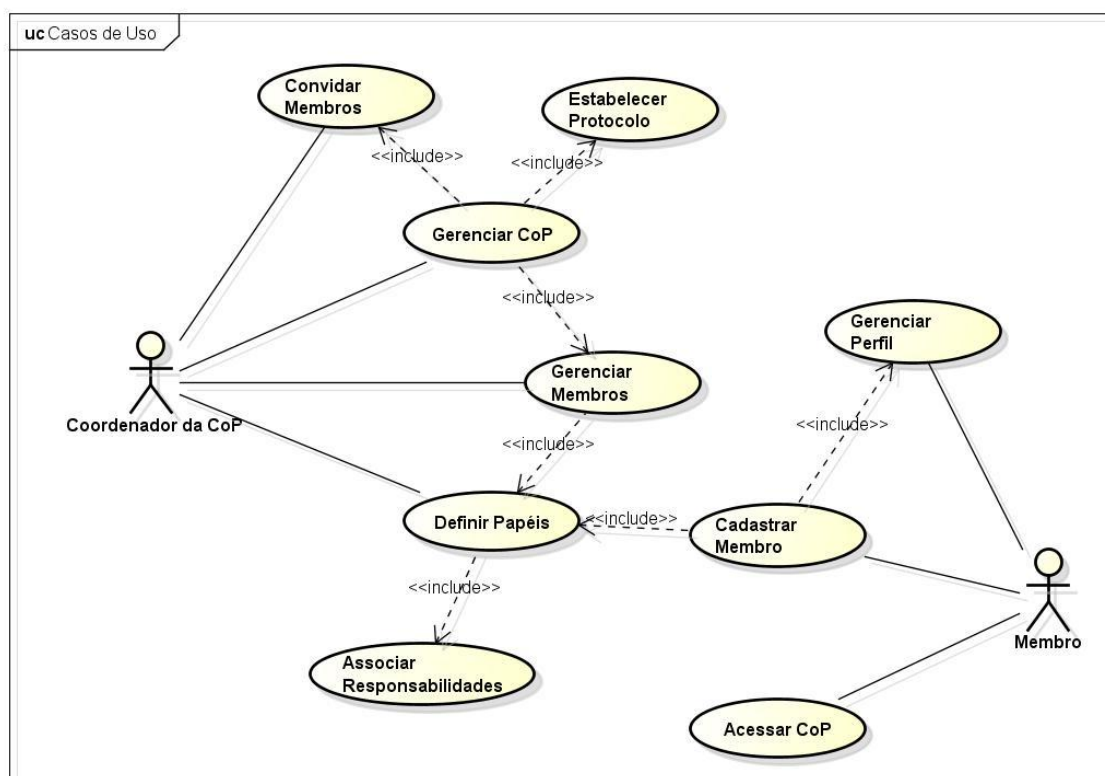 uc Casos de Uso
Convidar
Membros
Estabelecer
Protocolo
<<include>>
<<include>>
Gerenciar CoP
<<include>>
Gerenciar
Perfil
Gerenciar
Membros
Coordenador da CoP
<<include>>
<<include>>
Definir Papéis
<<include>>
Cadastrar
Membro
<<include>>
Membro
Associar
Responsabilidades
Acessar CoP